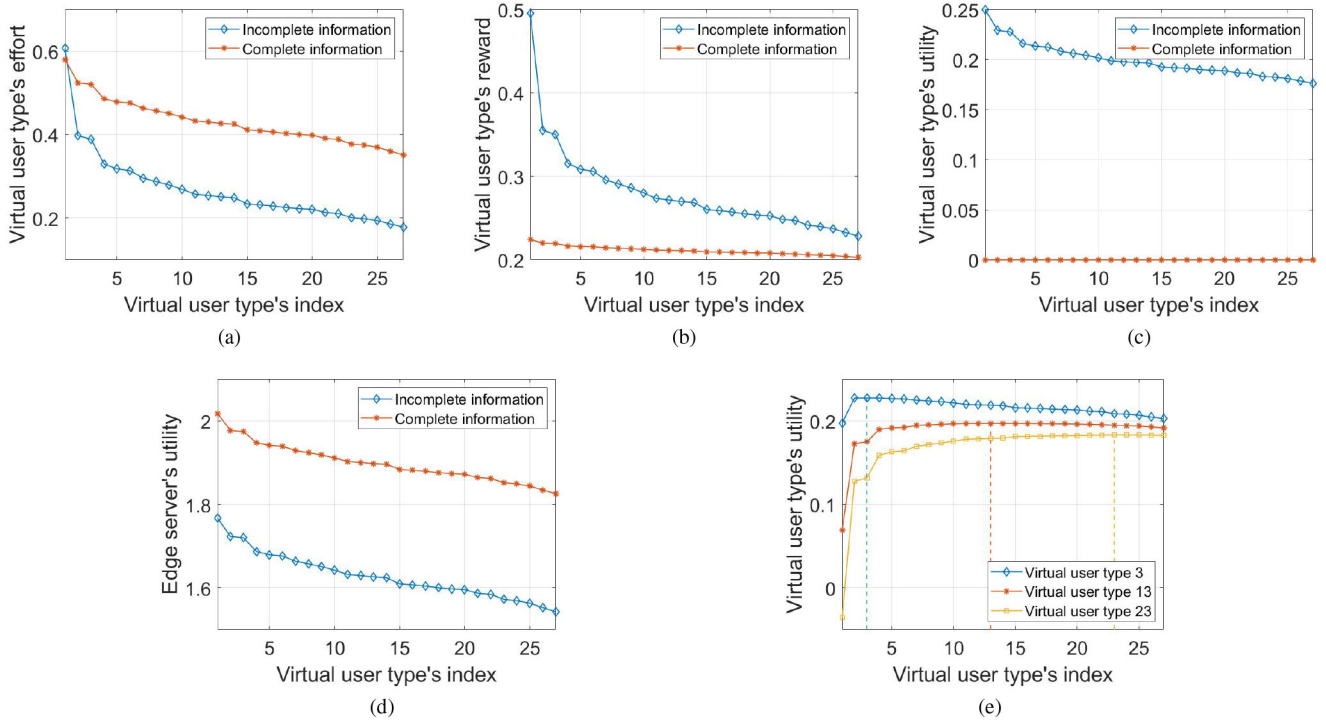 Virtual user type's effort
0.6
0.4
0.2
Incomplete information
Complete information
5 10 15 20 25
Virtual user type's index
(a)
Virtual user type's reward
0.5
0.4
0.3
0.2
Incomplete information
Complete information
5 10 15 20 25
Virtual user type's index
(b)
Virtual user type's utility
0.25
0.2
0.15
0.1
0.05
0
Incomplete information
Complete information
5 10 15 20 25
Virtual user type's index
(c)
Edge server's utility
2
1.8
1.6
Incomplete information
Complete information
5 10 15 20 25
Virtual user type's index
(d)
Virtual user type's utility
0.2
0.1
0
Virtual user type 3
Virtual user type 13
Virtual user type 23
5 10 15 20 25
Virtual user type's index
(e)